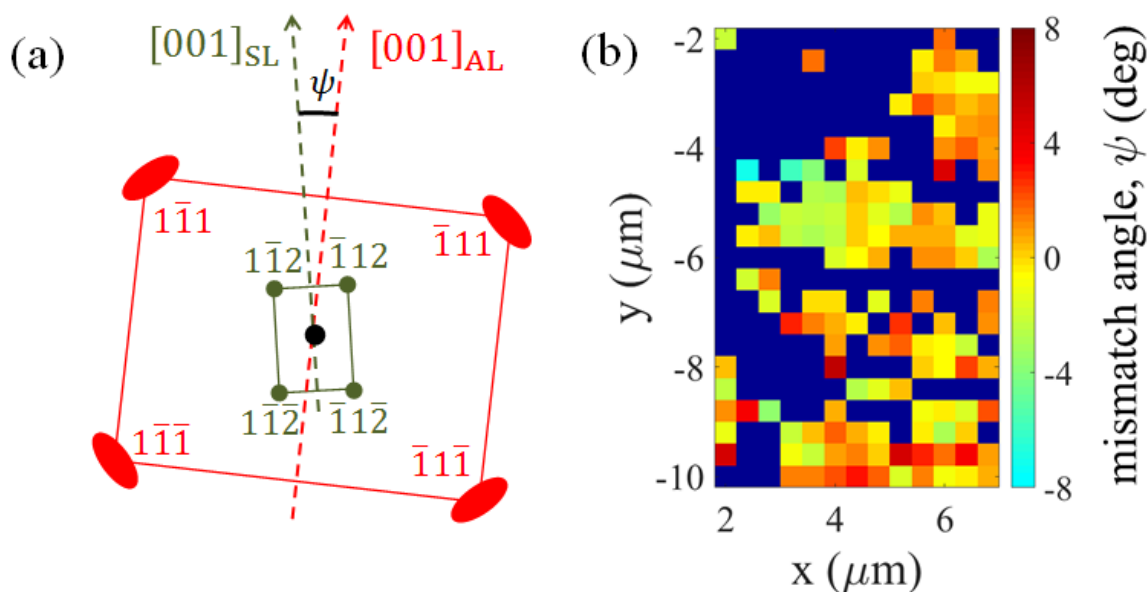 (a)
[001]SL
[001]AL
ψ
11̅1
1̅11
11̅2
1̅12
11̅2̅
1̅12̅
11̅1̅
1̅11̅
(b)
-2
-4
-6
-8
-10
y (μm)
2
4
6
x (μm)
8
4
0
-4
-8
mismatch angle, ψ (deg)